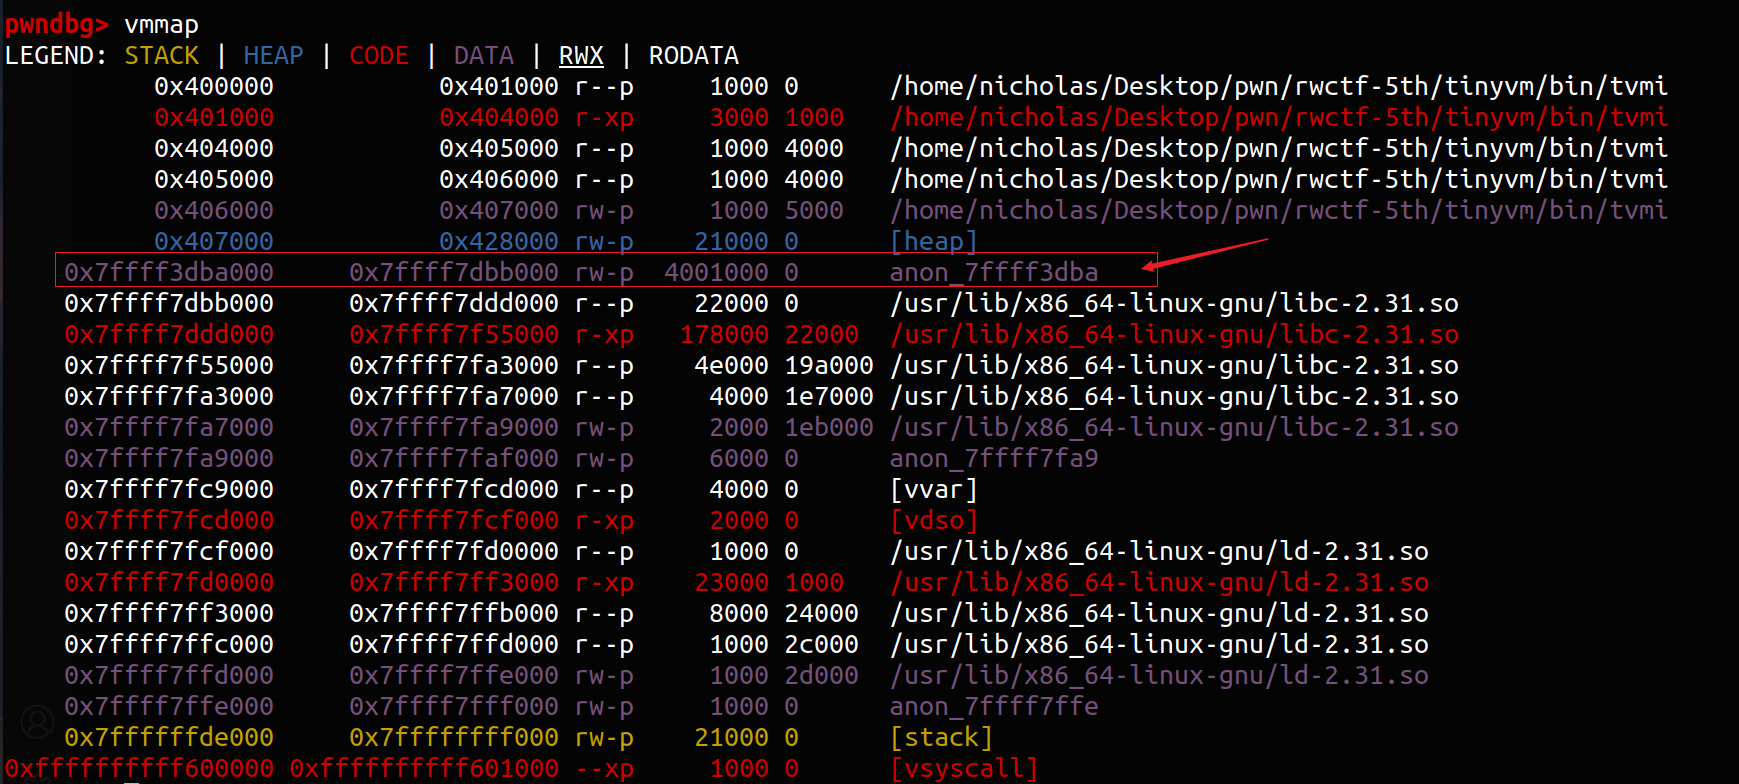 pwndbg> vmmap
LEGEND: STACK | HEAP | CODE | DATA | RWX | RODATA
0x400000 0x401000 r--p 1000 0 /home/nicholas/Desktop/pwn/rwctf-5th/tinyvm/bin/tvmi
0x401000 0x404000 r-xp 3000 1000 /home/nicholas/Desktop/pwn/rwctf-5th/tinyvm/bin/tvmi
0x404000 0x405000 r--p 1000 4000 /home/nicholas/Desktop/pwn/rwctf-5th/tinyvm/bin/tvmi
0x405000 0x406000 r--p 1000 4000 /home/nicholas/Desktop/pwn/rwctf-5th/tinyvm/bin/tvmi
0x406000 0x407000 rw-p 1000 5000 /home/nicholas/Desktop/pwn/rwctf-5th/tinyvm/bin/tvmi
0x407000 0x428000 rw-p 21000 0 [heap]
0x7ffff3dba000 0x7ffff7dbb000 rw-p 4001000 0 anon_7ffff3dba
0x7ffff7dbb000 0x7ffff7ddd000 r--p 22000 0 /usr/lib/x86_64-linux-gnu/libc-2.31.so
0x7ffff7ddd000 0x7ffff7f55000 r-xp 178000 22000 /usr/lib/x86_64-linux-gnu/libc-2.31.so
0x7ffff7f55000 0x7ffff7fa3000 r--p 4e000 19a000 /usr/lib/x86_64-linux-gnu/libc-2.31.so
0x7ffff7fa3000 0x7ffff7fa7000 r--p 4000 1e7000 /usr/lib/x86_64-linux-gnu/libc-2.31.so
0x7ffff7fa7000 0x7ffff7fa9000 rw-p 2000 1eb000 /usr/lib/x86_64-linux-gnu/libc-2.31.so
0x7ffff7fa9000 0x7ffff7faf000 rw-p 6000 0 anon_7ffff7fa9
0x7ffff7fc9000 0x7ffff7fcd000 r--p 4000 0 [vvar]
0x7ffff7fcd000 0x7ffff7fcf000 r-xp 2000 0 [vdso]
0x7ffff7fcf000 0x7ffff7fd0000 r--p 1000 0 /usr/lib/x86_64-linux-gnu/ld-2.31.so
0x7ffff7fd0000 0x7ffff7ff3000 r-xp 23000 1000 /usr/lib/x86_64-linux-gnu/ld-2.31.so
0x7ffff7ff3000 0x7ffff7ffb000 r--p 8000 24000 /usr/lib/x86_64-linux-gnu/ld-2.31.so
0x7ffff7ffc000 0x7ffff7ffd000 r--p 1000 2c000 /usr/lib/x86_64-linux-gnu/ld-2.31.so
0x7ffff7ffd000 0x7ffff7ffe000 rw-p 1000 2d000 /usr/lib/x86_64-linux-gnu/ld-2.31.so
0x7ffff7ffe000 0x7ffff7fff000 rw-p 1000 0 anon_7ffff7ffe
0x7ffffffde000 0x7ffffffff000 rw-p 21000 0 [stack]
0xffffffffff600000 0xffffffffff601000 --xp 1000 0 [vsyscall]